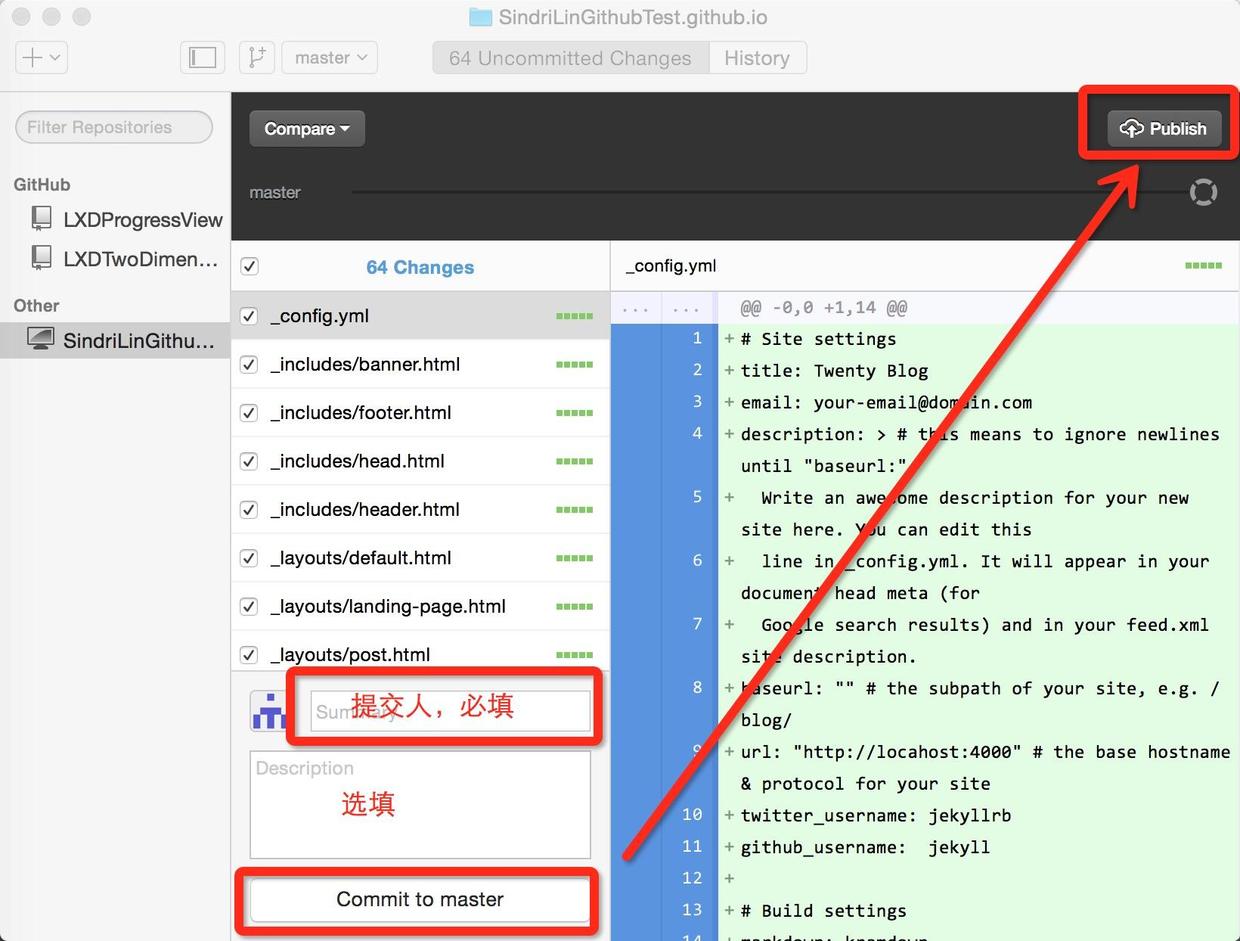 SindriLinGithubTest.github.io
master
64 Uncommitted Changes
History
Filter Repositories
GitHub
LXDProgressView
LXDTwoDimen...
Other
SindriLinGithu...
Compare
Publish
master
64 Changes
_config.yml
_includes/banner.html
_includes/footer.html
_includes/head.html
_includes/header.html
_layouts/default.html
_layouts/landing-page.html
_layouts/post.html
Summary
提交人，必填
Description
选填
Commit to master
_config.yml
... ... @@ -0,0 +1,14 @@
1 + # Site settings
2 + title: Twenty Blog
3 + email: your-email@domain.com
4 + description: > # this means to ignore newlines
until "baseurl:"
5 + Write an awesome description for your new
site here. You can edit this
6 + line in _config.yml. It will appear in your
document head meta (for
7 + Google search results) and in your feed.xml
site description.
8 + baseurl: "" # the subpath of your site, e.g. /
blog/
9 + url: "http://locahost:4000" # the base hostname
& protocol for your site
10 + twitter_username: jekyllrb
11 + github_username:  jekyll
12 +
13 + # Build settings
14 + markdown: kramdown